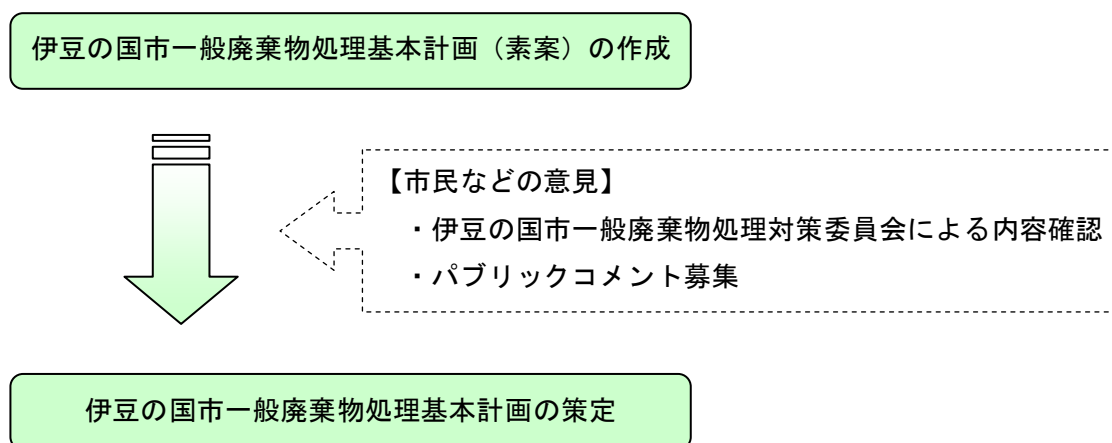 伊豆の国市一般廃棄物処理基本計画（素案）の作成
【市民などの意見】
・伊豆の国市一般廃棄物処理対策委員会による内容確認
・パブリックコメント募集
伊豆の国市一般廃棄物処理基本計画の策定